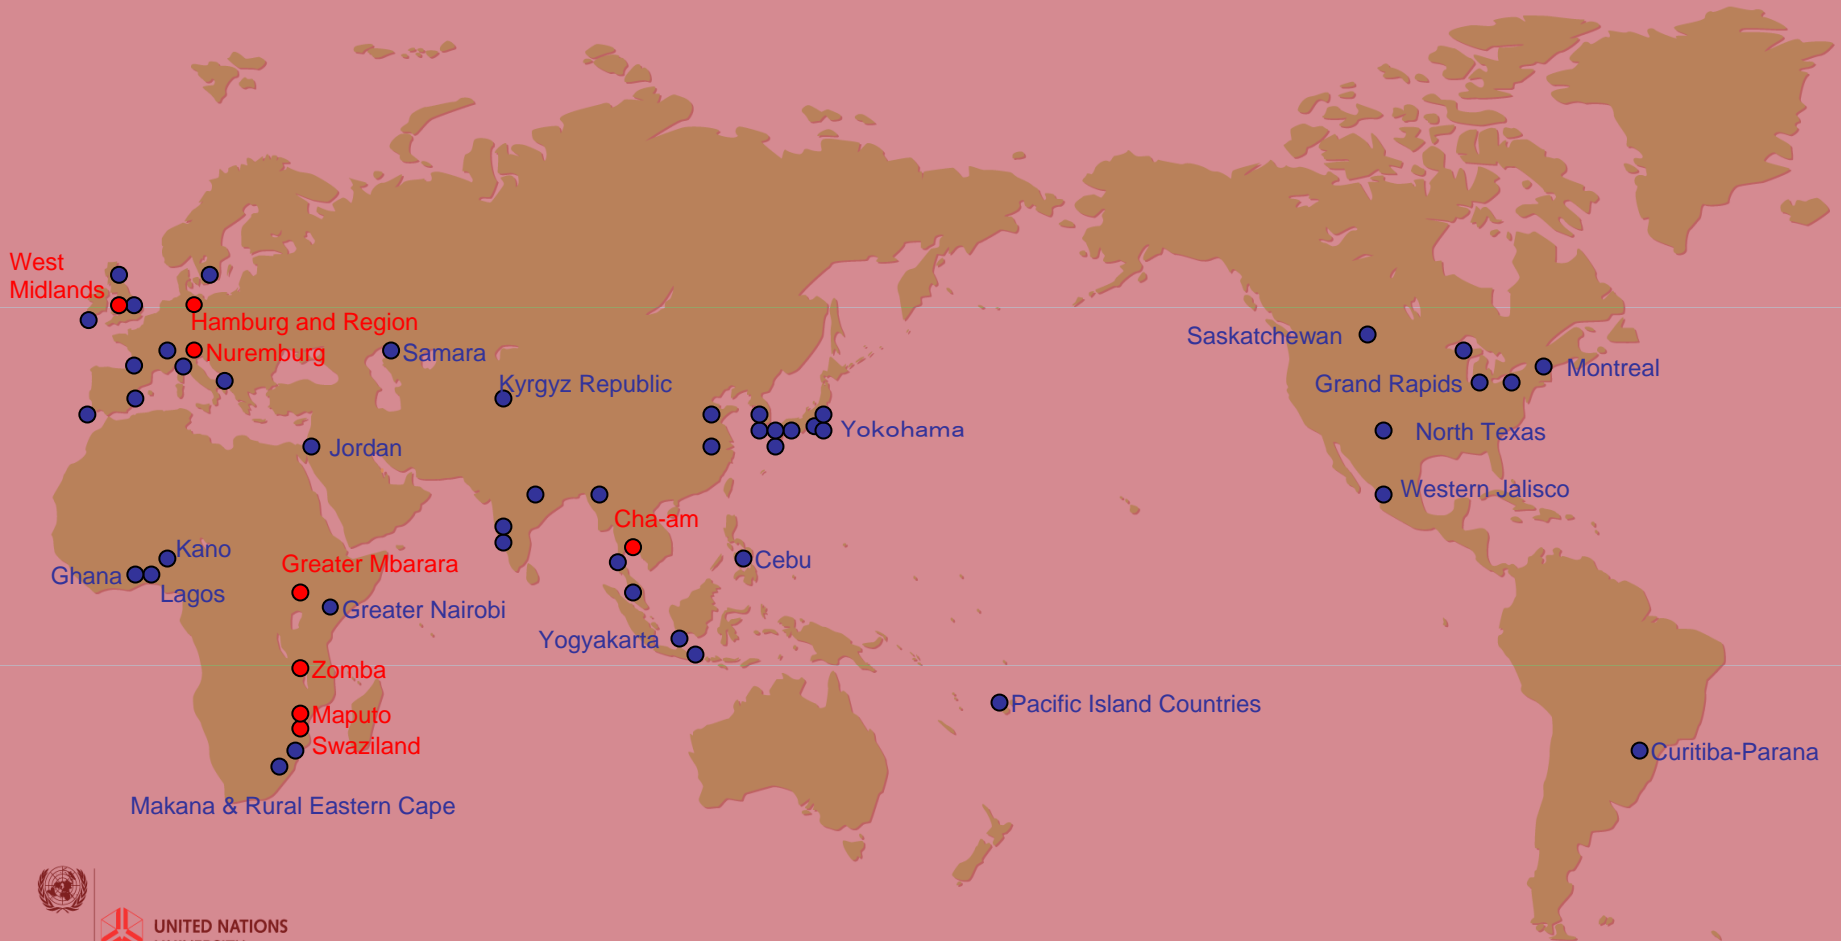 West
Midlands
Hamburg and Region
Nuremburg
Samara
Kyrgyz Republic
Saskatchewan
Grand Rapids
Montreal
Jordan
Yokohama
North Texas
Western Jalisco
Cha-am
Kano
Ghana
Lagos
Greater Mbarara
Cebu
Greater Nairobi
Yogyakarta
Zomba
Maputo
Swaziland
Pacific Island Countries
Curitiba-Parana
Makana & Rural Eastern Cape
UNITED NATIONS
UNIVERSITY